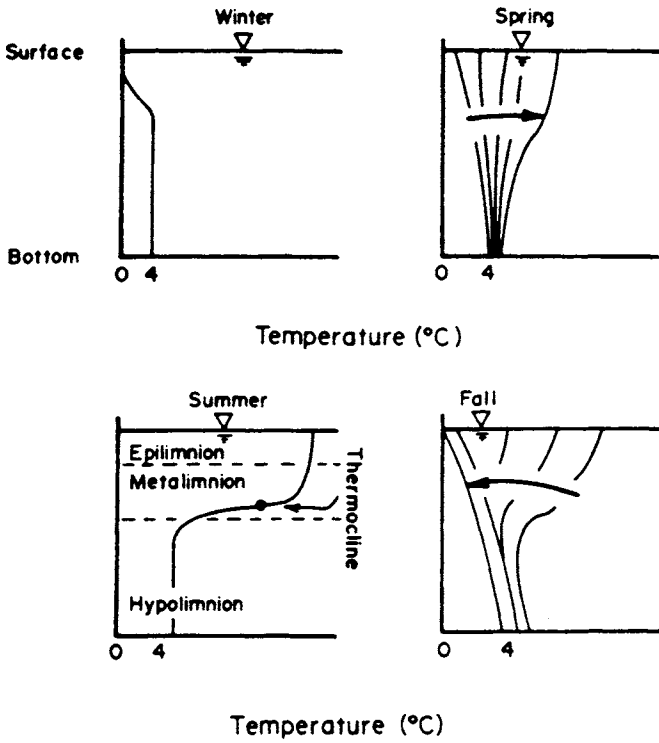 Winter
Spring
Surface
Bottom
0 4
0 4
Temperature (°C)
Summer
Fall
Epilimnion
Metalimnion
Thermocline
Hypolimnion
0 4
0 4
Temperature (°C)